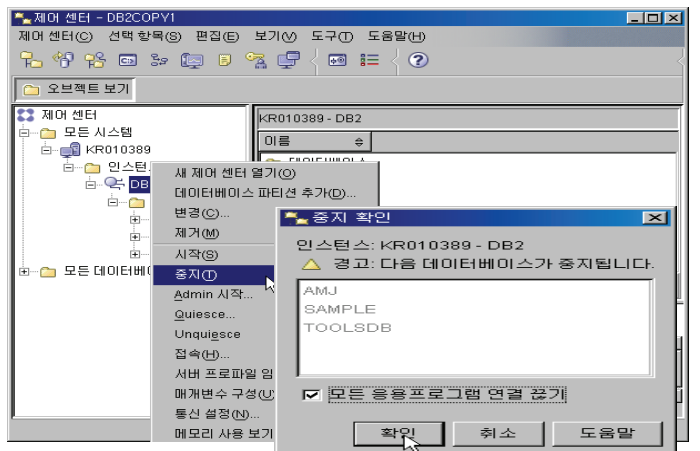 제어 센터 - DB2COPY1
제어 센터(C) 선택 항목(S) 편집(E) 보기(V) 도구(T) 도움말(H)
오브젝트 보기
제어 센터
모든 시스템
KR010389
인스턴
DB
모든 데이터베
KR010389 - DB2
이름
데이터베이스
새 제어 센터 열기(O)
데이터베이스 파티션 추가(D)...
변경(C)...
제거(M)
시작(S)
중지(T)
Admin 시작...
Quiesce...
Unquiesce
접속(H)...
서버 프로파일 임
매개변수 구성(U)
통신 설정(N)...
메모리 사용 보기
중지 확인
인스턴스: KR010389 - DB2
경고: 다음 데이터베이스가 중지됩니다.
AMJ
SAMPLE
TOOLSDB
모든 응용프로그램 연결 끊기
확인 취소 도움말